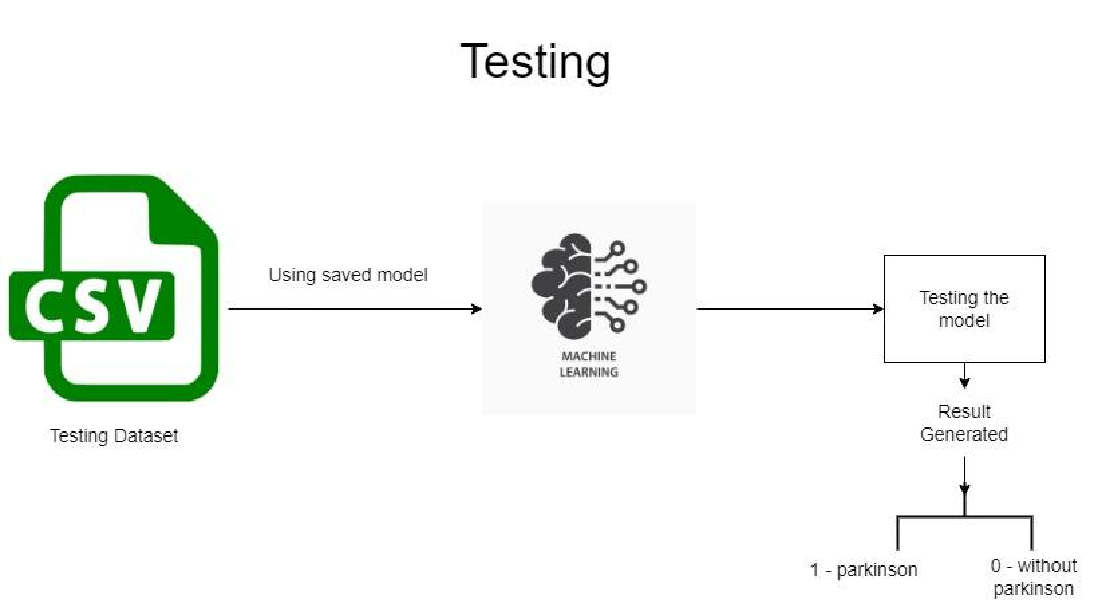 Testing
CSV
Using saved model
MACHINE
LEARNING
Testing the
model
Testing Dataset
Result
Generated
1 - parkinson
0 - without
parkinson